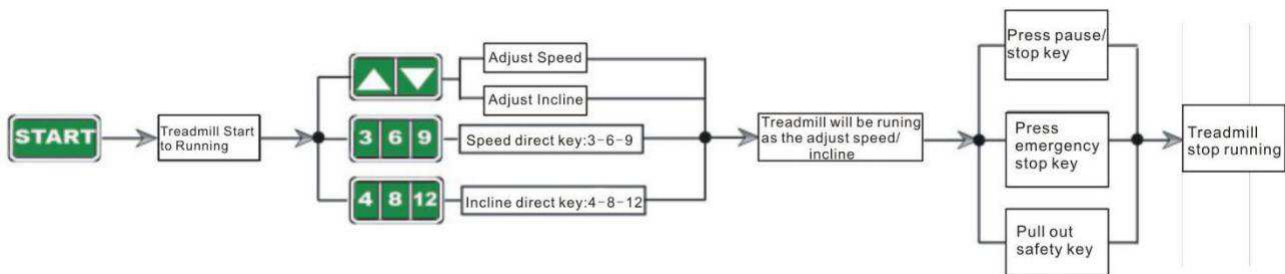 START
Treadmill Start
to Running
Adjust Speed
Adjust Incline
3 6 9
Speed direct key:3-6-9
4 8 12
Incline direct key:4-8-12
Treadmill will be runing
as the adjust speed/
incline
Press pause/
stop key
Press
emergency
stop key
Pull out
safety key
Treadmill
stop running